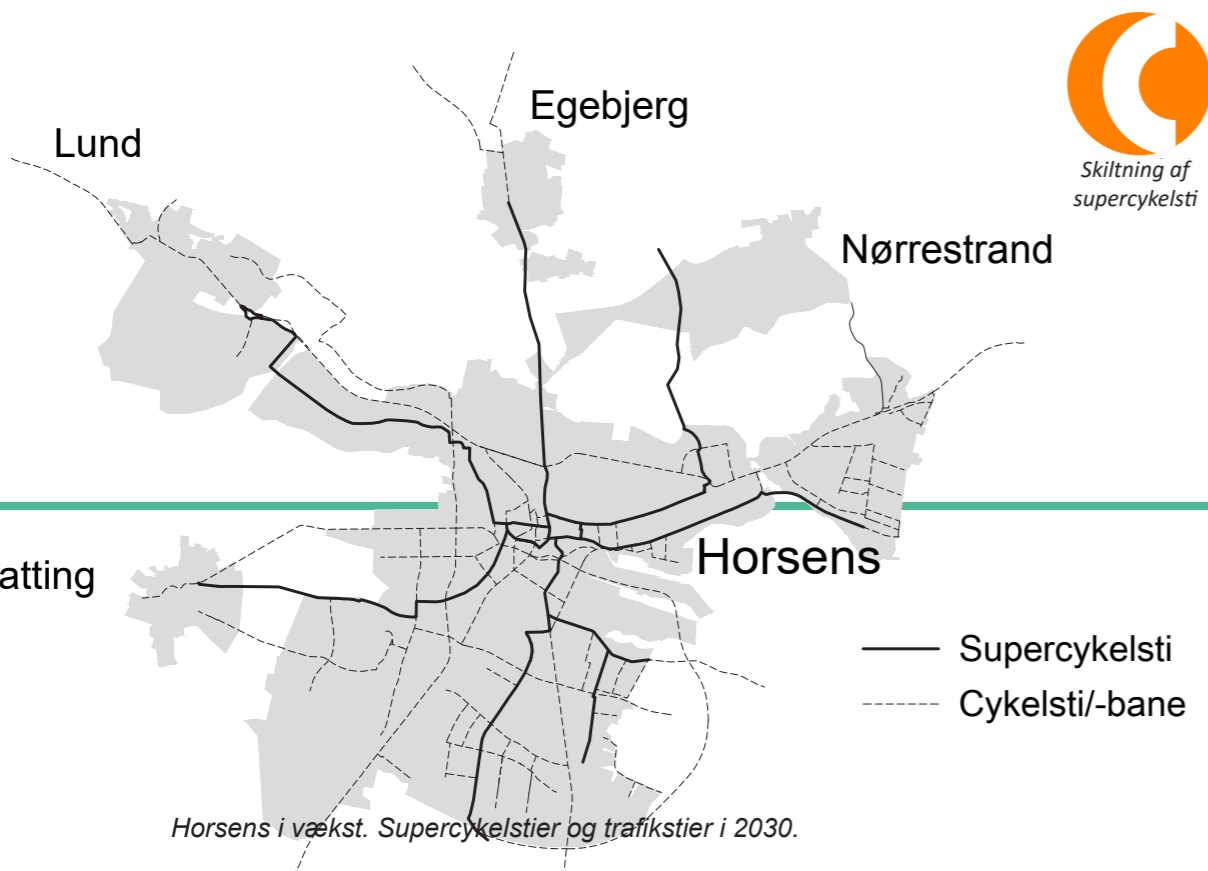 Egebjerg
Lund
Skiltning af
supercykelsti
Nørrestrand
Horsens
atting
Supercykelsti
Cykelsti/-bane
Horsens i vækst. Supercykelstier og trafikstier i 2030.